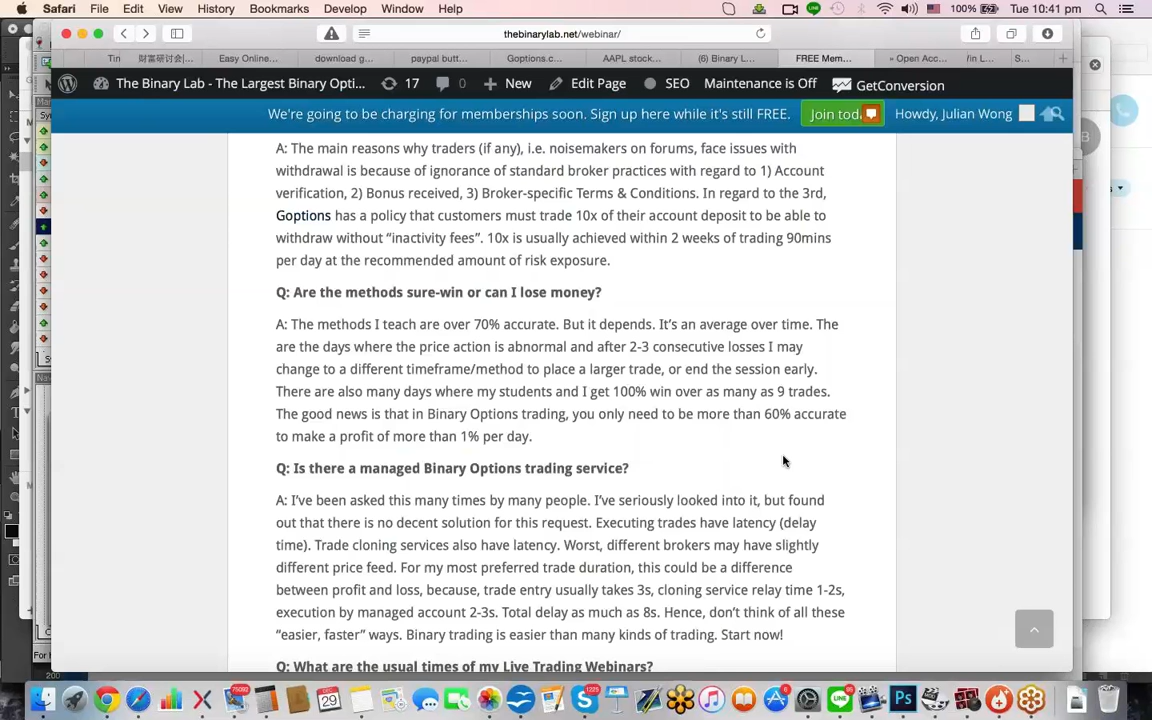 Safari File Edit View History Bookmarks Develop Window Help 100% Tue 10:41 pm
thebinarylab.net/webinar/
財富研討會|... Easy Online... download g... paypal butt... Goptions.c... AAPL stock... (6) Binary L... FREE Mem... « Open Acc... S...
The Binary Lab - The Largest Binary Opti... 17 0 New Edit Page SEO Maintenance is Off GetConversion
We're going to be charging for memberships soon. Sign up here while it's still FREE. Join tod Howdy, Julian Wong
A: The main reasons why traders (if any), i.e. noisemakers on forums, face issues with
withdrawal is because of ignorance of standard broker practices with regard to 1) Account
verification, 2) Bonus received, 3) Broker-specific Terms & Conditions. In regard to the 3rd,
Goptions has a policy that customers must trade 10x of their account deposit to be able to
withdraw without “inactivity fees”. 10x is usually achieved within 2 weeks of trading 90mins
per day at the recommended amount of risk exposure.
Q: Are the methods sure-win or can I lose money?
A: The methods I teach are over 70% accurate. But it depends. It’s an average over time. The
are the days where the price action is abnormal and after 2-3 consecutive losses I may
change to a different timeframe/method to place a larger trade, or end the session early.
There are also many days where my students and I get 100% win over as many as 9 trades.
The good news is that in Binary Options trading, you only need to be more than 60% accurate
to make a profit of more than 1% per day.
Q: Is there a managed Binary Options trading service?
A: I’ve been asked this many times by many people. I’ve seriously looked into it, but found
out that there is no decent solution for this request. Executing trades have latency (delay
time). Trade cloning services also have latency. Worst, different brokers may have slightly
different price feed. For my most preferred trade duration, this could be a difference
between profit and loss, because, trade entry usually takes 3s, cloning service relay time 1-2s,
execution by managed account 2-3s. Total delay as much as 8s. Hence, don’t think of all these
“easier, faster” ways. Binary trading is easier than many kinds of trading. Start now!
Q: What are the usual times of my Live Trading Webinars?
200
DEC 29